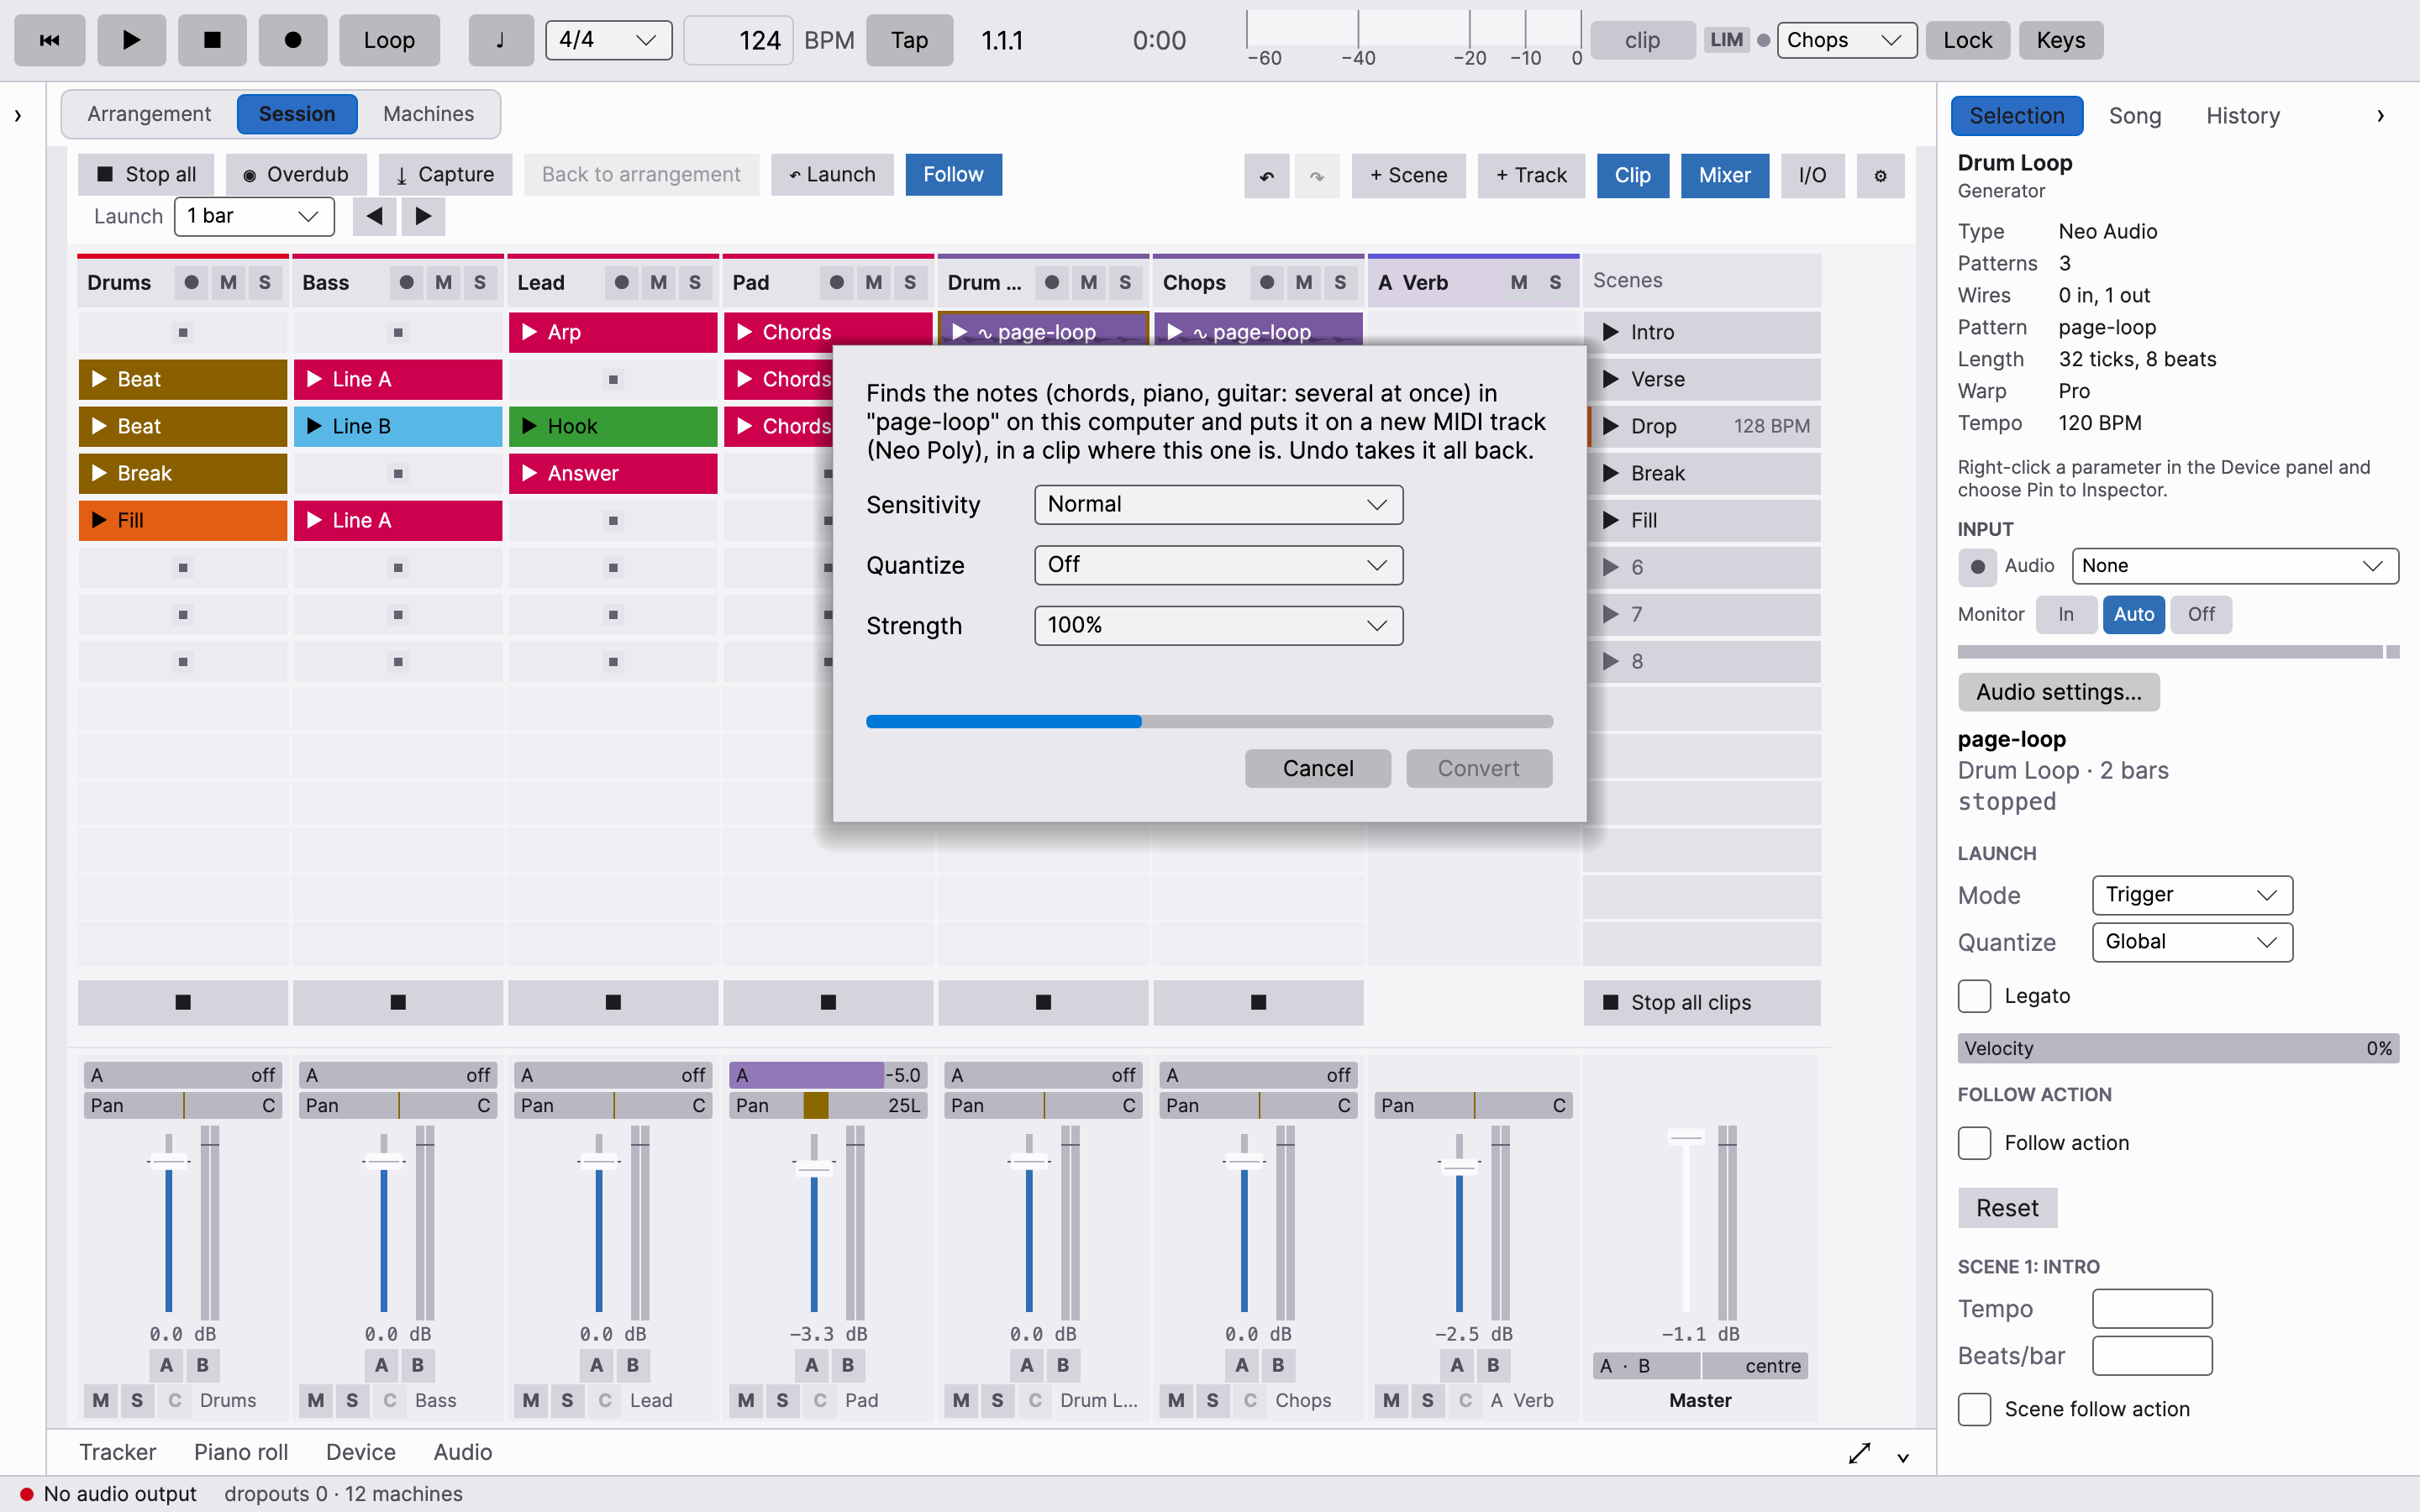 Loop
4/4
124 BPM
Tap
1.1.1
0:00
−60 −40 −20 −10 0
clip
LIM
Chops
Lock
Keys
Arrangement Session Machines
Stop all
Overdub
Capture
Back to arrangement
Launch
Follow
+ Scene
+ Track
Clip
Mixer
I/O
Launch 1 bar
Drums M S
Bass M S
Lead M S
Pad M S
Drum ... M S
Chops M S
A Verb M S
Scenes
Arp
Chords
page-loop
page-loop
Intro
Beat
Line A
Chords
Verse
Beat
Line B
Hook
Chords
Drop 128 BPM
Break
Answer
Break
Fill
Line A
Fill
6
7
8
Finds the notes (chords, piano, guitar: several at once) in
"page-loop" on this computer and puts it on a new MIDI track
(Neo Poly), in a clip where this one is. Undo takes it all back.
Sensitivity Normal
Quantize Off
Strength 100%
Cancel Convert
Stop all clips
A off
A off
A off
A -5.0
A off
A off
Pan C
Pan C
Pan C
Pan 25L
Pan C
Pan C
Pan C
0.0 dB
0.0 dB
0.0 dB
−3.3 dB
0.0 dB
0.0 dB
−2.5 dB
−1.1 dB
A B
A B
A B
A B
A B
A B
A B
A · B centre
M S C Drums
M S C Bass
M S C Lead
M S C Pad
M S C Drum L...
M S C Chops
M S C A Verb
Master
Tracker Piano roll Device Audio
No audio output dropouts 0 · 12 machines
Selection Song History
Drum Loop
Generator
Type Neo Audio
Patterns 3
Wires 0 in, 1 out
Pattern page-loop
Length 32 ticks, 8 beats
Warp Pro
Tempo 120 BPM
Right-click a parameter in the Device panel and
choose Pin to Inspector.
INPUT
Audio None
Monitor In Auto Off
Audio settings...
page-loop
Drum Loop · 2 bars
stopped
LAUNCH
Mode Trigger
Quantize Global
Legato
Velocity 0%
FOLLOW ACTION
Follow action
Reset
SCENE 1: INTRO
Tempo
Beats/bar
Scene follow action